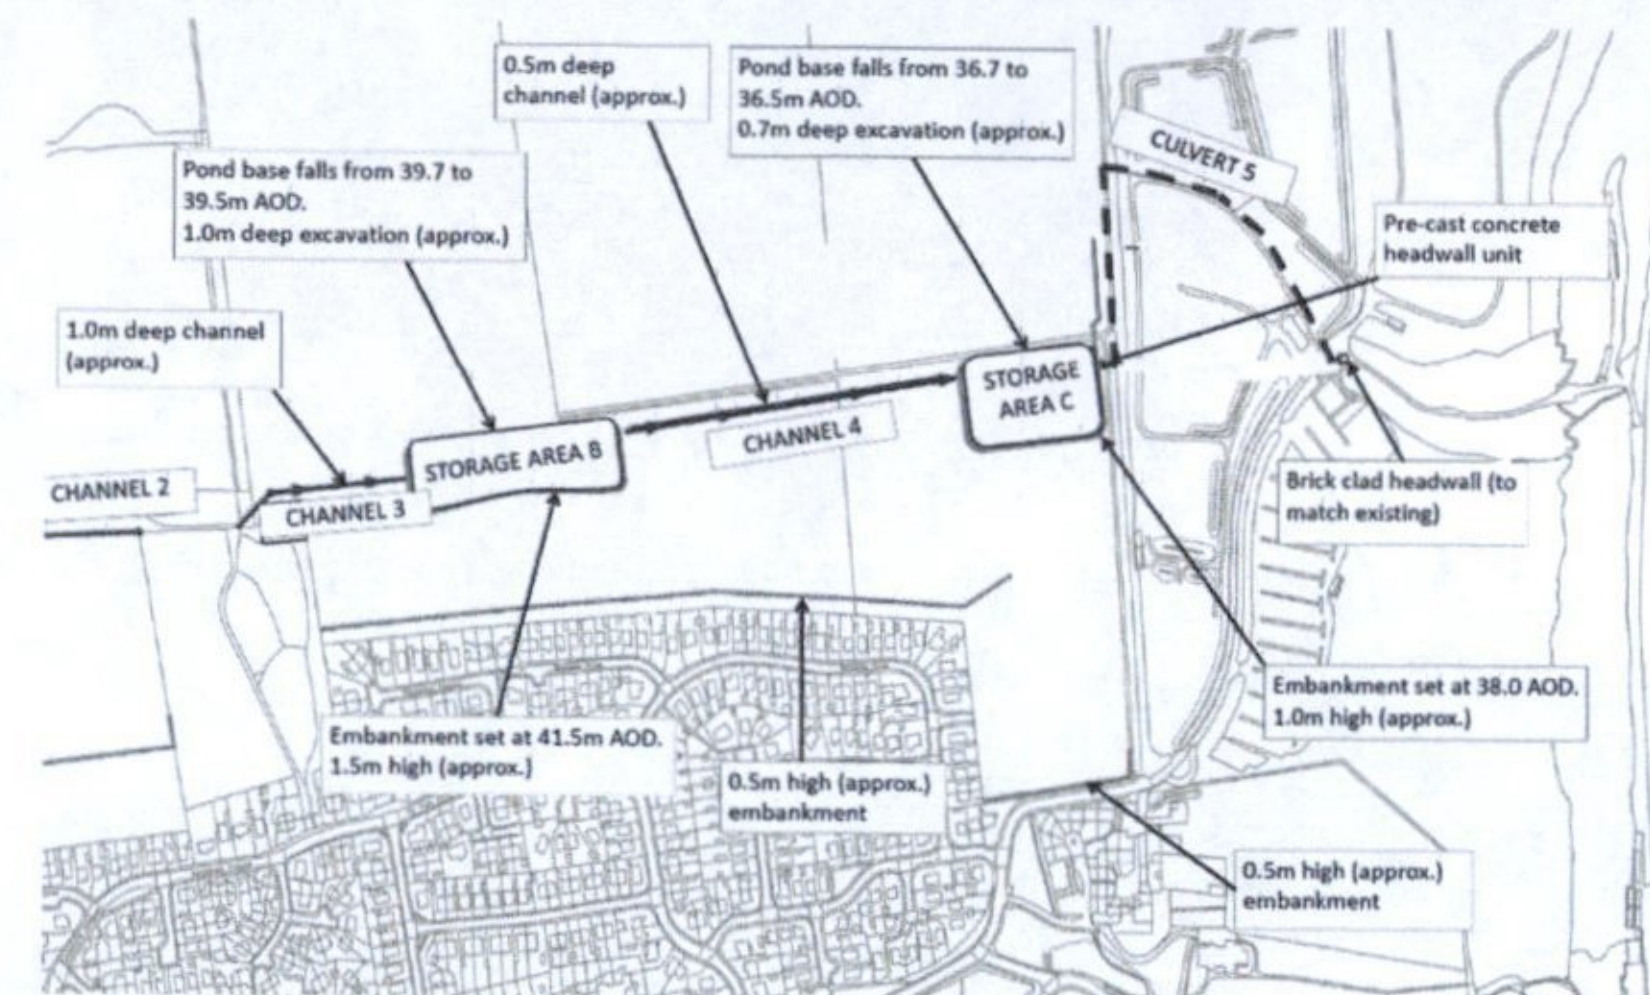 0.5m deep
channel (approx.)
Pond base falls from 36.7 to
36.5m AOD.
0.7m deep excavation (approx.)
CULVERT 5
Pond base falls from 39.7 to
39.5m AOD.
1.0m deep excavation (approx.)
Pre-cast concrete
headwall unit
1.0m deep channel
(approx.)
STORAGE
AREA C
CHANNEL 4
STORAGE AREA B
CHANNEL 2
CHANNEL 3
Brick clad headwall (to
match existing)
Embankment set at 38.0 AOD.
1.0m high (approx.)
Embankment set at 41.5m AOD.
1.5m high (approx.)
0.5m high (approx.)
embankment
0.5m high (approx.)
embankment